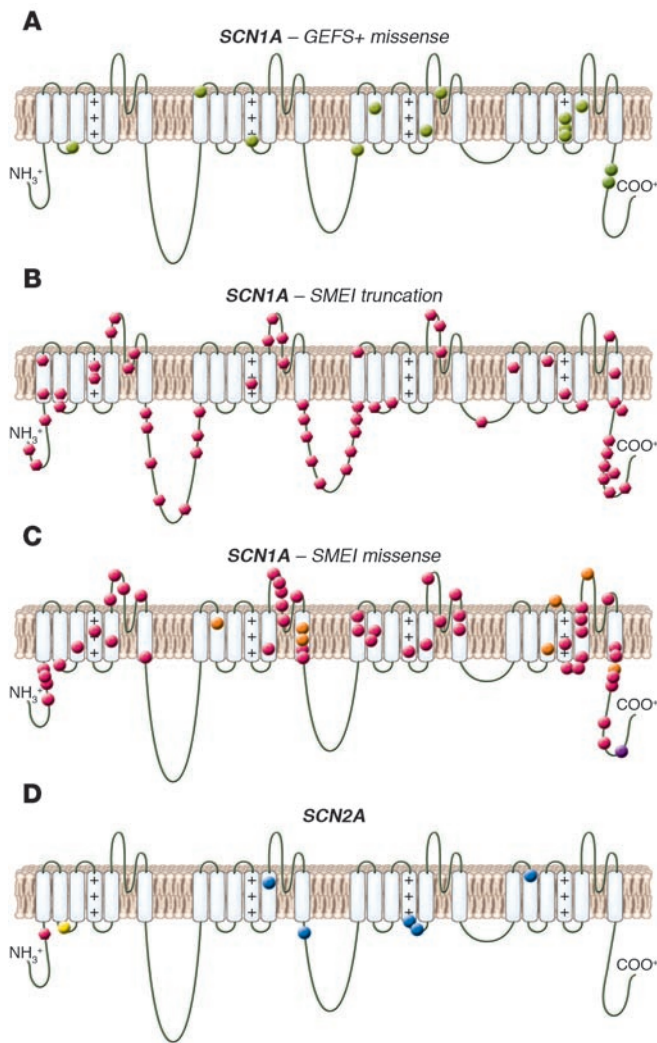 A
SCN1A – GEFS+ missense
+ + + +
+ + + +
+ + + +
NH₃⁺
COO⁺
B
SCN1A – SMEI truncation
+ + + +
+ + + +
+ + + +
NH₃⁺
COO⁺
C
SCN1A – SMEI missense
+ + + +
+ + + +
+ + + +
NH₃⁺
COO⁺
D
SCN2A
+ + + +
+ + + +
+ + + +
NH₃⁺
COO⁺